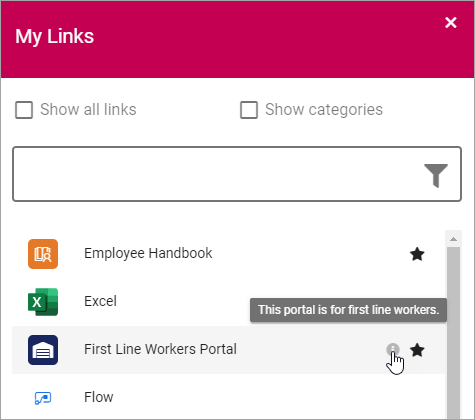 My Links
Show all links Show categories
Employee Handbook
Excel
This portal is for first line workers.
First Line Workers Portal
Flow